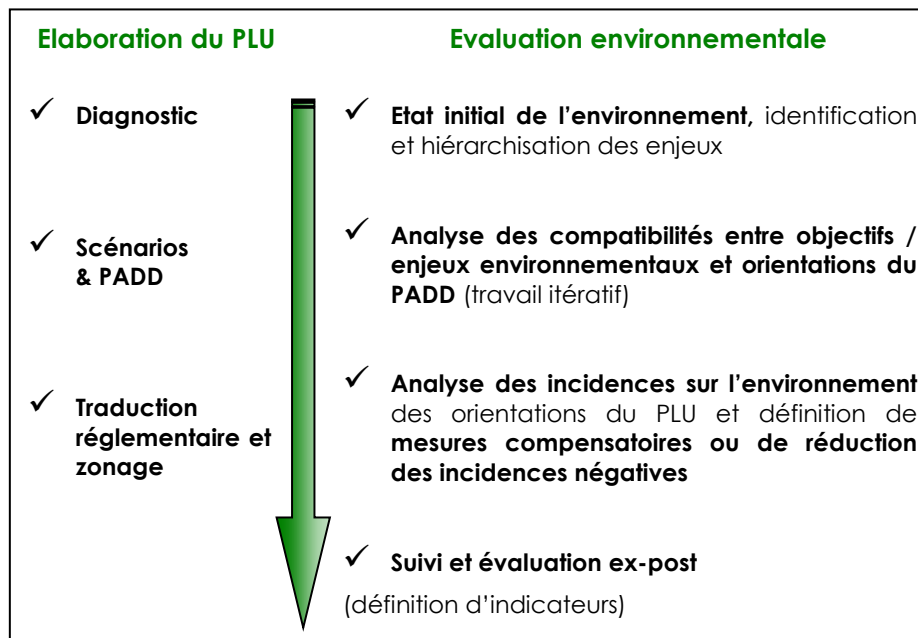 Elaboration du PLU
Evaluation environnementale
✓ Diagnostic
✓ Etat initial de l'environnement, identification
et hiérarchisation des enjeux
✓ Scénarios
& PADD
✓ Analyse des compatibilités entre objectifs /
enjeux environnementaux et orientations du
PADD (travail itératif)
✓ Traduction
réglementaire et
zonage
✓ Analyse des incidences sur l'environnement
des orientations du PLU et définition de
mesures compensatoires ou de réduction
des incidences négatives
✓ Suivi et évaluation ex-post
(définition d'indicateurs)